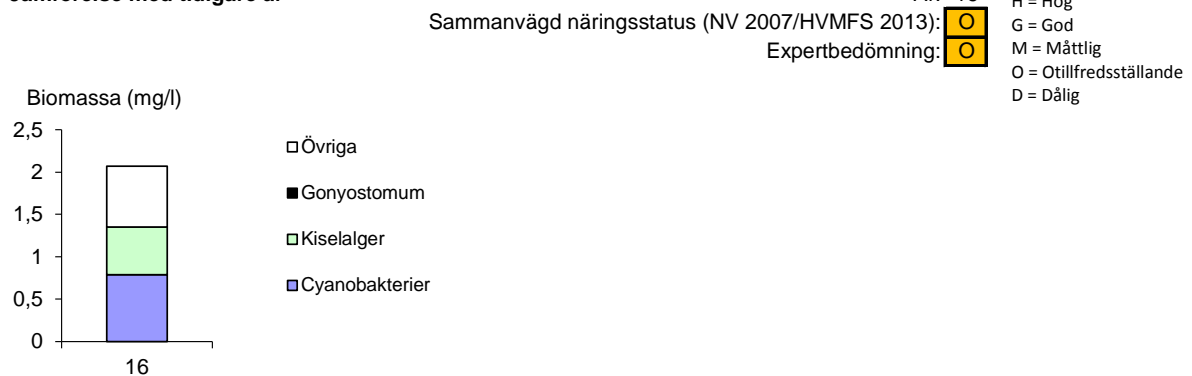 Sammanvägd näringsstatus (NV 2007/HVMFS 2013): O
Expertbedömning: O
H = Hög
G = God
M = Måttlig
O = Otillfredsställande
D = Dålig
Biomassa (mg/l)
2,5
2
1,5
1
0,5
0
16
Övriga
Gonyostomum
Kiselalger
Cyanobakterier